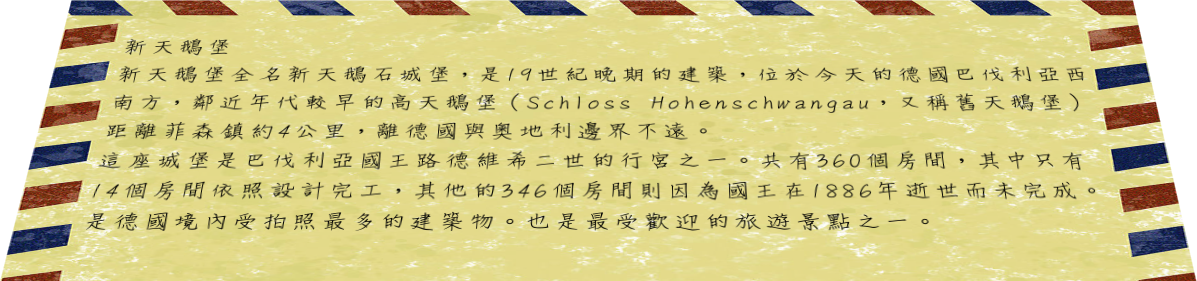 新天鵝堡
新天鵝堡全名新天鵝石城堡，是19世紀晚期的建築，位於今天的德國巴伐利亞西
南方，鄰近年代較早的高天鵝堡（Schloss Hohenschwangau，又稱舊天鵝堡）
距離菲森鎮約4公里，離德國與奧地利邊界不遠。
這座城堡是巴伐利亞國王路德維希二世的行宮之一。共有360個房間，其中只有
14個房間依照設計完工，其他的346個房間則因為國王在1886年逝世而未完成。
是德國境內受拍照最多的建築物。也是最受歡迎的旅遊景點之一。